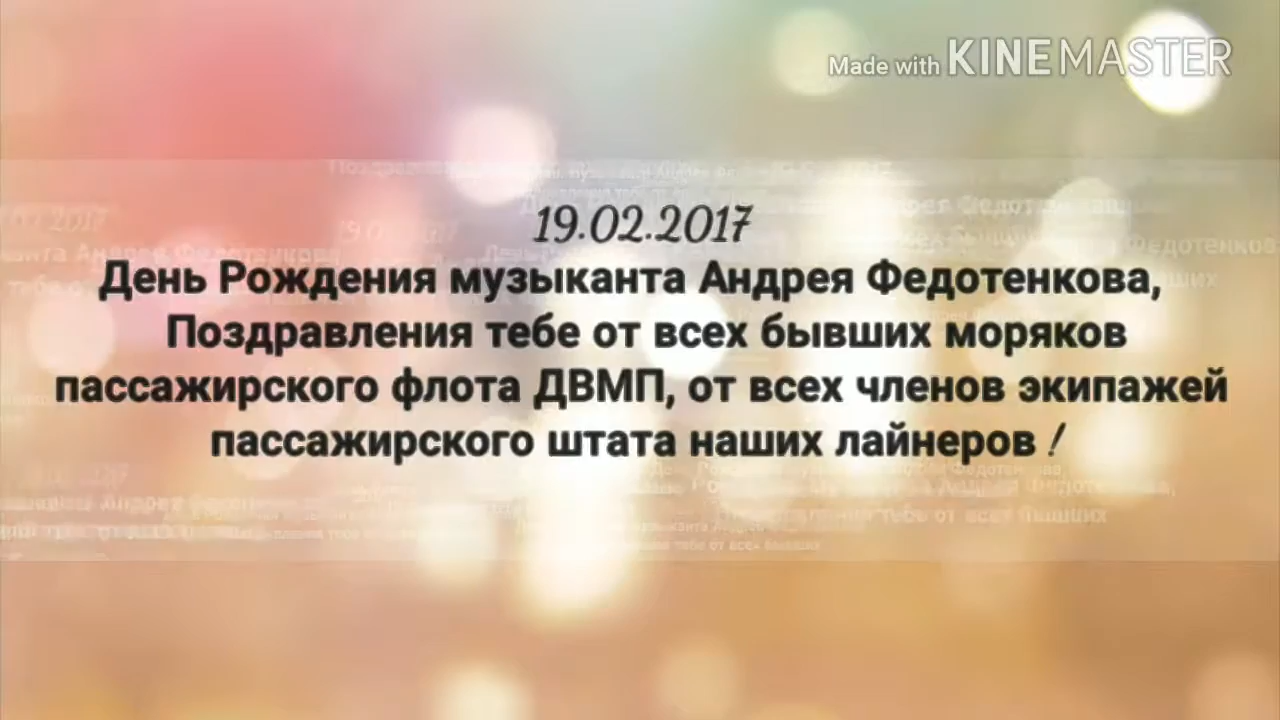 Made with KINEMASTER
19.02.2017
День Рождения музыканта Андрея Федотенкова,
Поздравления тебе от всех бывших моряков
пассажирского флота ДВМП, от всех членов экипажей
пассажирского штата наших лайнеров !